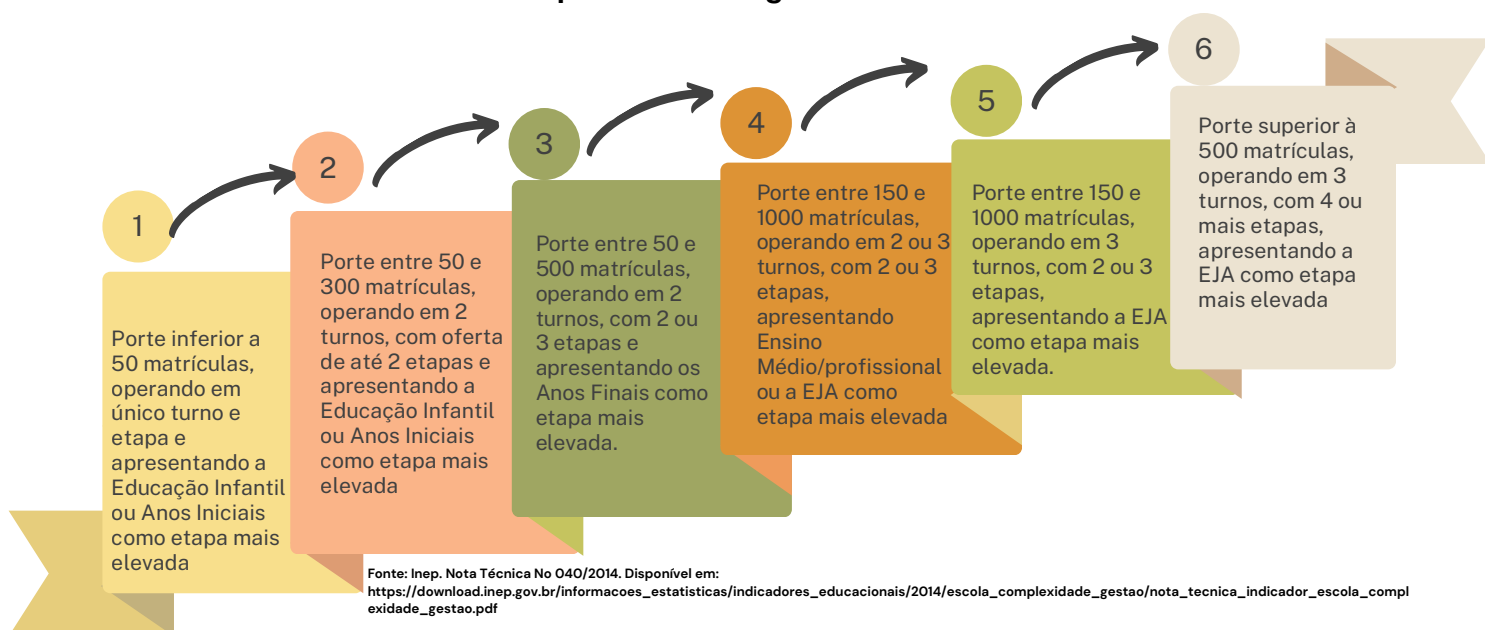 1
Porte inferior a
50 matrículas,
operando em
único turno e
etapa e
apresentando a
Educação Infantil
ou Anos Iniciais
como etapa mais
elevada
2
Porte entre 50 e
300 matrículas,
operando em 2
turnos, com oferta
de até 2 etapas e
apresentando a
Educação Infantil
ou Anos Iniciais
como etapa mais
elevada
3
Porte entre 50 e
500 matrículas,
operando em 2
turnos, com 2 ou
3 etapas e
apresentando os
Anos Finais como
etapa mais
elevada.
4
Porte entre 150 e
1000 matrículas,
operando em 2 ou 3
turnos, com 2 ou 3
etapas,
apresentando
Ensino
Médio/profissional
ou a EJA como
etapa mais elevada
5
Porte entre 150 e
1000 matrículas,
operando em 3
turnos, com 2 ou 3
etapas,
apresentando a EJA
como etapa mais
elevada.
6
Porte superior à
500 matrículas,
operando em 3
turnos, com 4 ou
mais etapas,
apresentando a
EJA como etapa
mais elevada
Fonte: Inep. Nota Técnica No 040/2014. Disponível em:
https://download.inep.gov.br/informacoes_estatisticas/indicadores_educacionais/2014/escola_complexidade_gestao/nota_tecnica_indicador_escola_compl
exidade_gestao.pdf